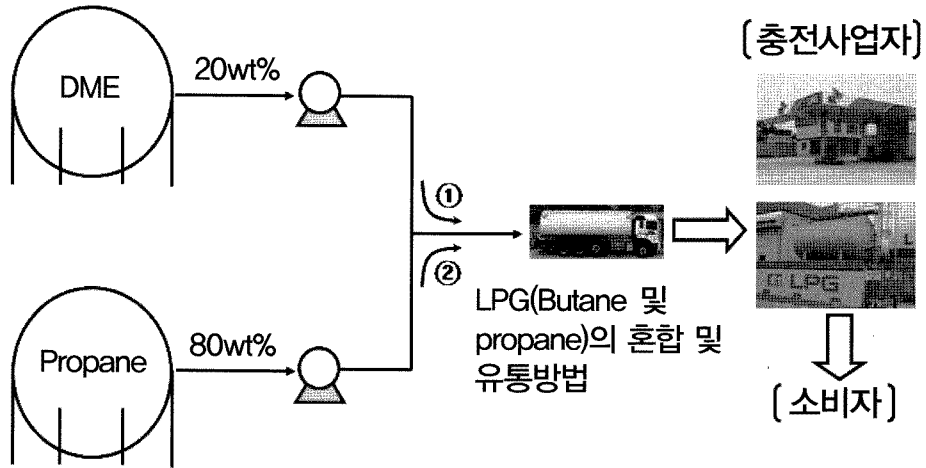 DME
20wt%
①
②
Propane
80wt%
LPG(Butane 및
propane)의 혼합 및
유통방법
[충전사업자]
LPG
[소비자]